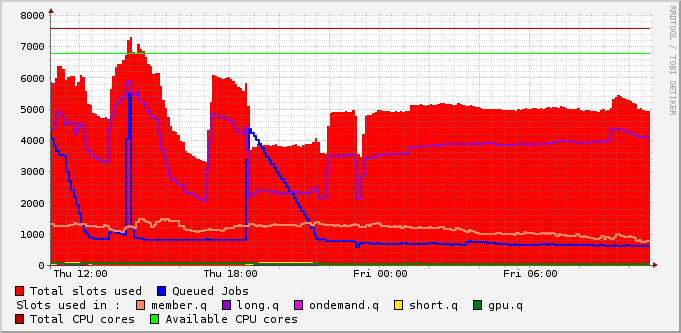 RRDTOOL / TOBI OETIKER
8000
7000
6000
5000
4000
3000
2000
1000
0
Thu 12:00 Thu 18:00 Fri 00:00 Fri 06:00
Total slots used Queued Jobs
Slots used in : member.q long.q ondemand.q short.q gpu.q
Total CPU cores Available CPU cores